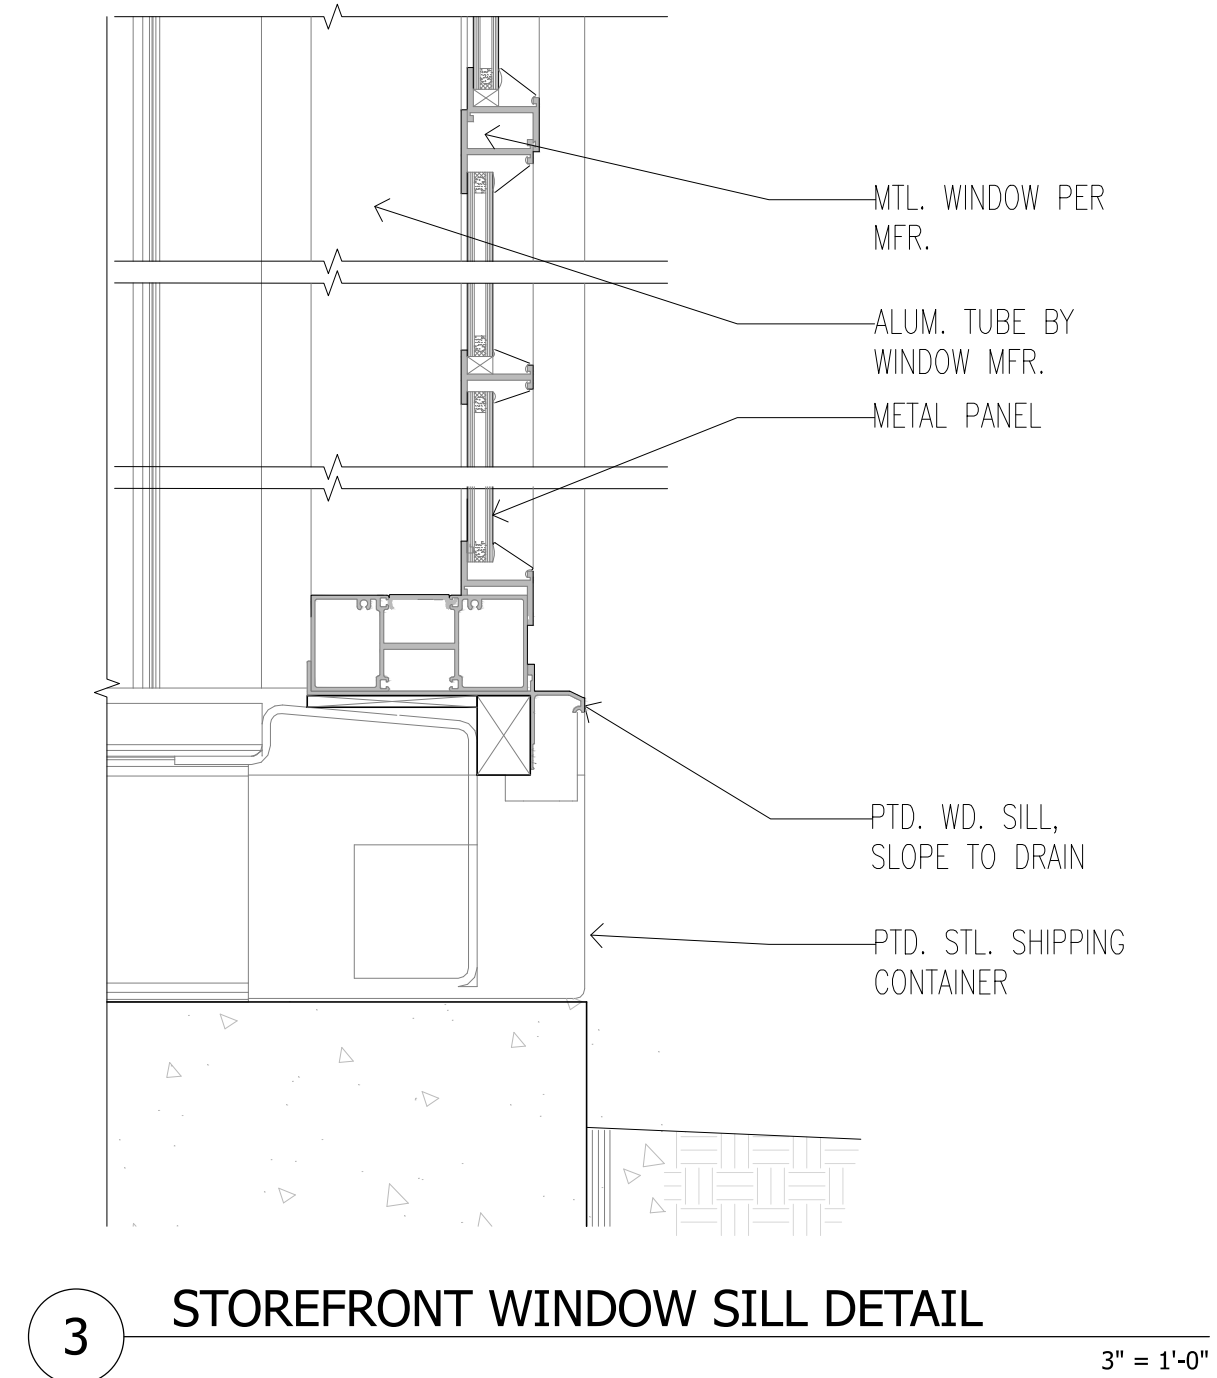 MTL. WINDOW PER
MFR.
ALUM. TUBE BY
WINDOW MFR.
METAL PANEL
PTD. WD. SILL,
SLOPE TO DRAIN
PTD. STL. SHIPPING
CONTAINER
3
STOREFRONT WINDOW SILL DETAIL
3" = 1'-0"